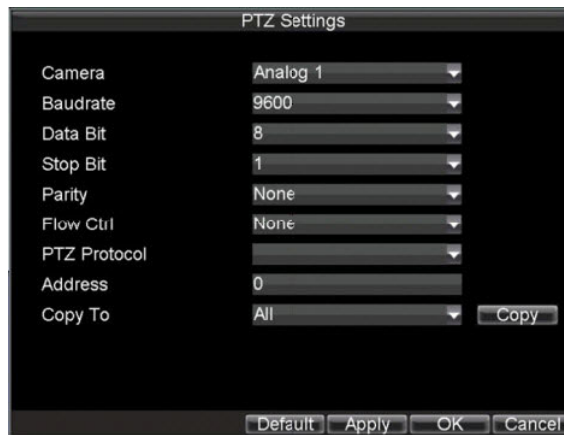 PTZ Settings
Camera Analog 1
Baudrate 9600
Data Bit 8
Stop Bit 1
Parity None
Flow Ctrl None
PTZ Protocol
Address 0
Copy To All Copy
Default Apply OK Cancel